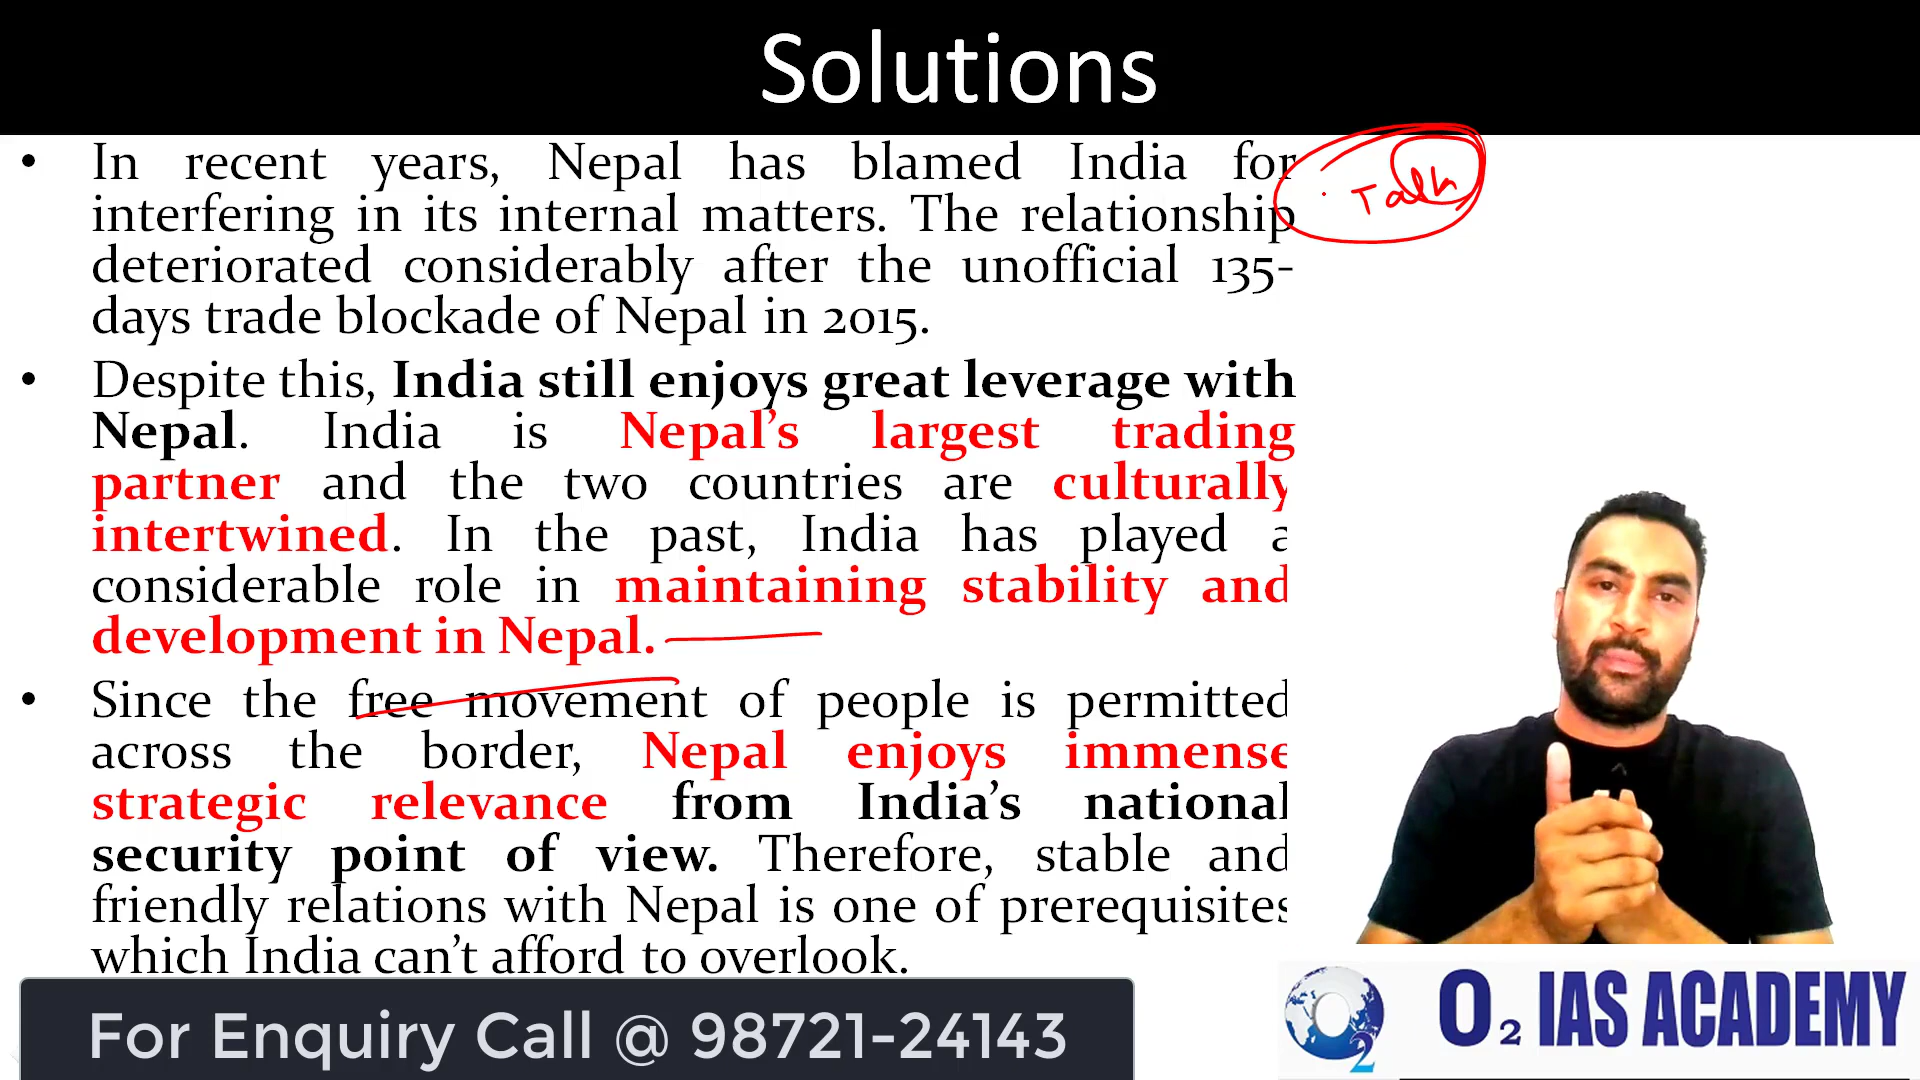 Solutions
• In recent years, Nepal has blamed India for
interfering in its internal matters. The relationship
deteriorated considerably after the unofficial 135-
days trade blockade of Nepal in 2015.
Talk
• Despite this, India still enjoys great leverage with
Nepal. India is Nepal's largest trading
partner and the two countries are culturally
intertwined. In the past, India has played a
considerable role in maintaining stability and
development in Nepal.
• Since the free movement of people is permitted
across the border, Nepal enjoys immense
strategic relevance from India's national
security point of view. Therefore, stable and
friendly relations with Nepal is one of prerequisites
which India can't afford to overlook.
For Enquiry Call @ 98721-24143
O2
O2 IAS ACADEMY